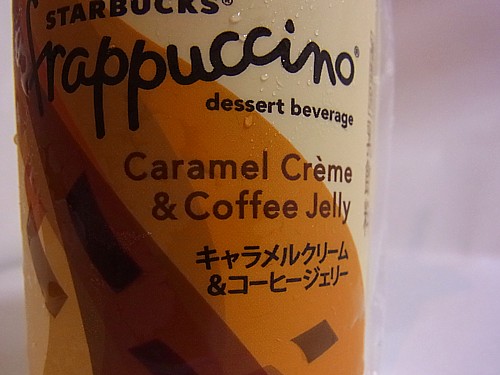 STARBUCKS®
frappuccino®
dessert beverage
Caramel Crème
& Coffee Jelly
キャラメルクリーム
&コーヒージェリー